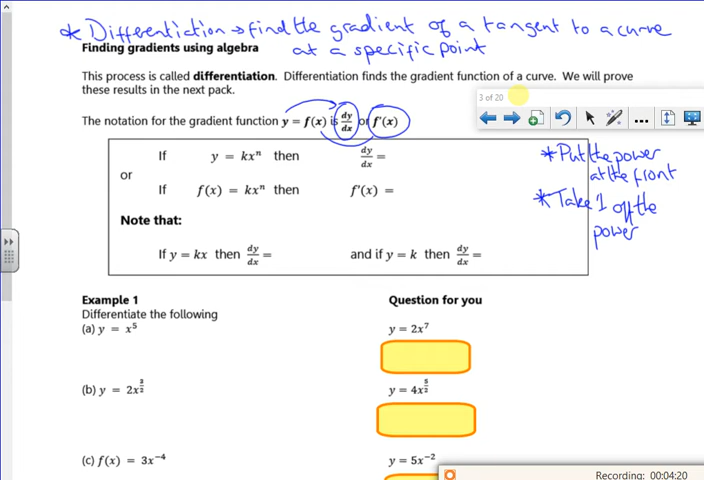 * Differentiction → find the gradient of a tangent to a curve
Finding gradients using algebra
at a specific point
This process is called differentiation. Differentiation finds the gradient function of a curve. We will prove
these results in the next pack.
3 of 20
The notation for the gradient function y = f(x) is dy/dx or f'(x)
If y = kxⁿ then dy/dx =
or
If f(x) = kxⁿ then f'(x) =
* Put the power
at the front
* Take 1 off the
power
Note that:
If y = kx then dy/dx = and if y = k then dy/dx =
Example 1 Question for you
Differentiate the following
(a) y = x⁵ y = 2x⁷
(b) y = 2x^(3/2) y = 4x^(5/2)
(c) f(x) = 3x⁻⁴ y = 5x⁻²
Recording: 00:04:20